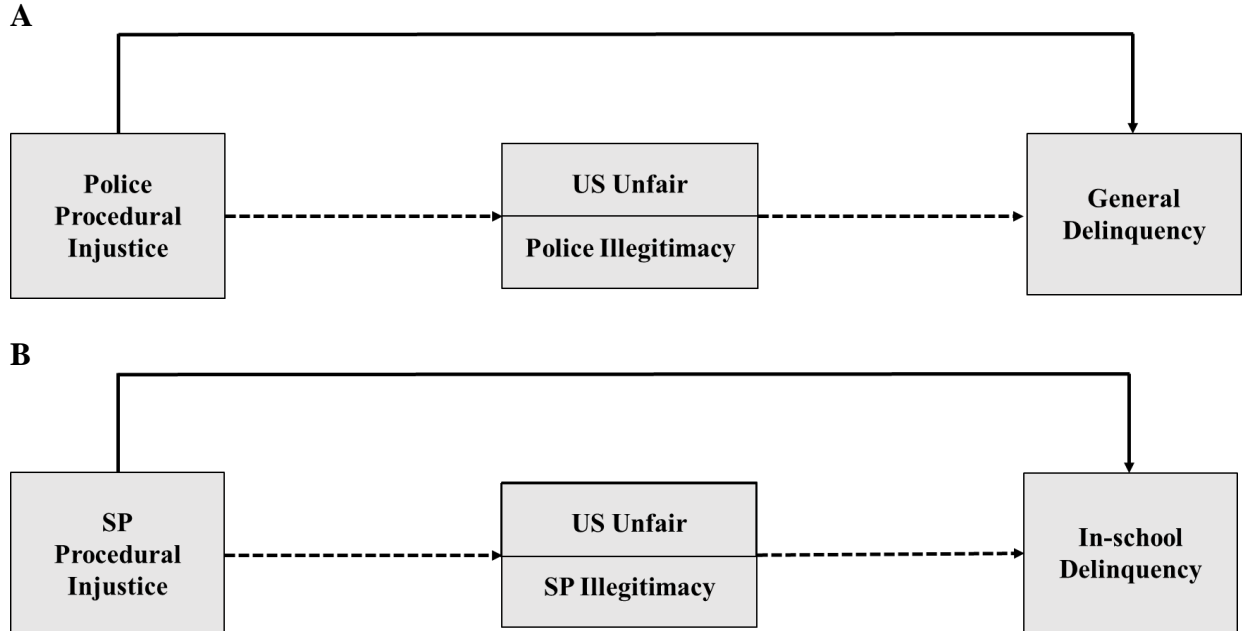 A
Police
Procedural
Injustice
US Unfair
Police Illegitimacy
General
Delinquency
B
SP
Procedural
Injustice
US Unfair
SP Illegitimacy
In-school
Delinquency